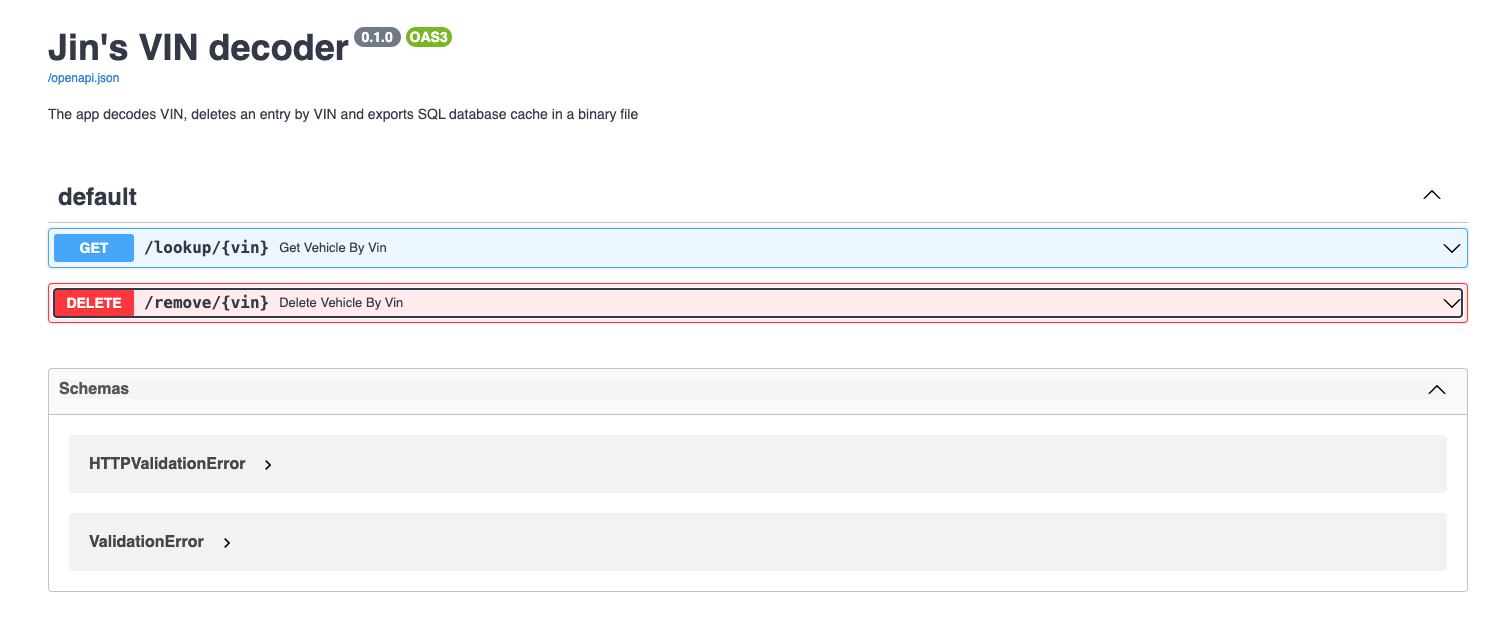 Jin's VIN decoder 0.1.0 OAS3
/openapi.json
The app decodes VIN, deletes an entry by VIN and exports SQL database cache in a binary file
default
GET /lookup/{vin} Get Vehicle By Vin
DELETE /remove/{vin} Delete Vehicle By Vin
Schemas
HTTPValidationError
ValidationError